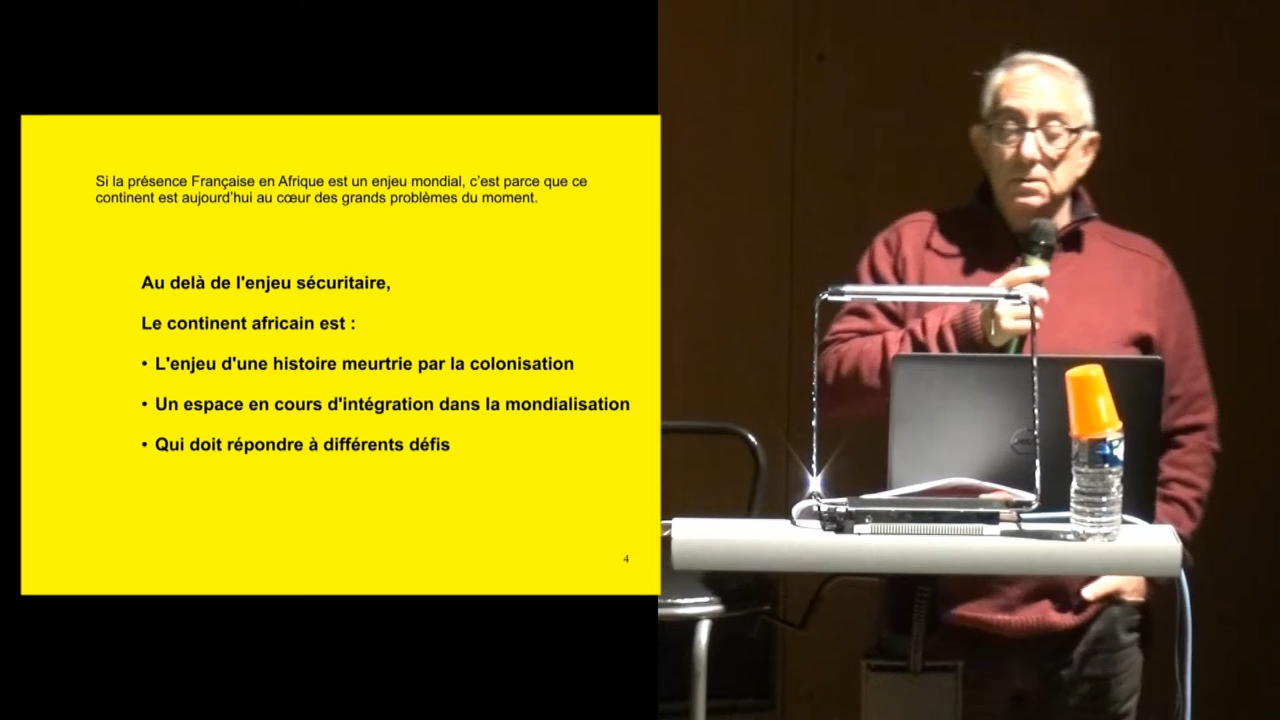 Si la présence Française en Afrique est un enjeu mondial, c’est parce que ce
continent est aujourd’hui au cœur des grands problèmes du moment.
Au delà de l'enjeu sécuritaire,
Le continent africain est :
• L'enjeu d'une histoire meurtrie par la colonisation
• Un espace en cours d'intégration dans la mondialisation
• Qui doit répondre à différents défis
4
DELL